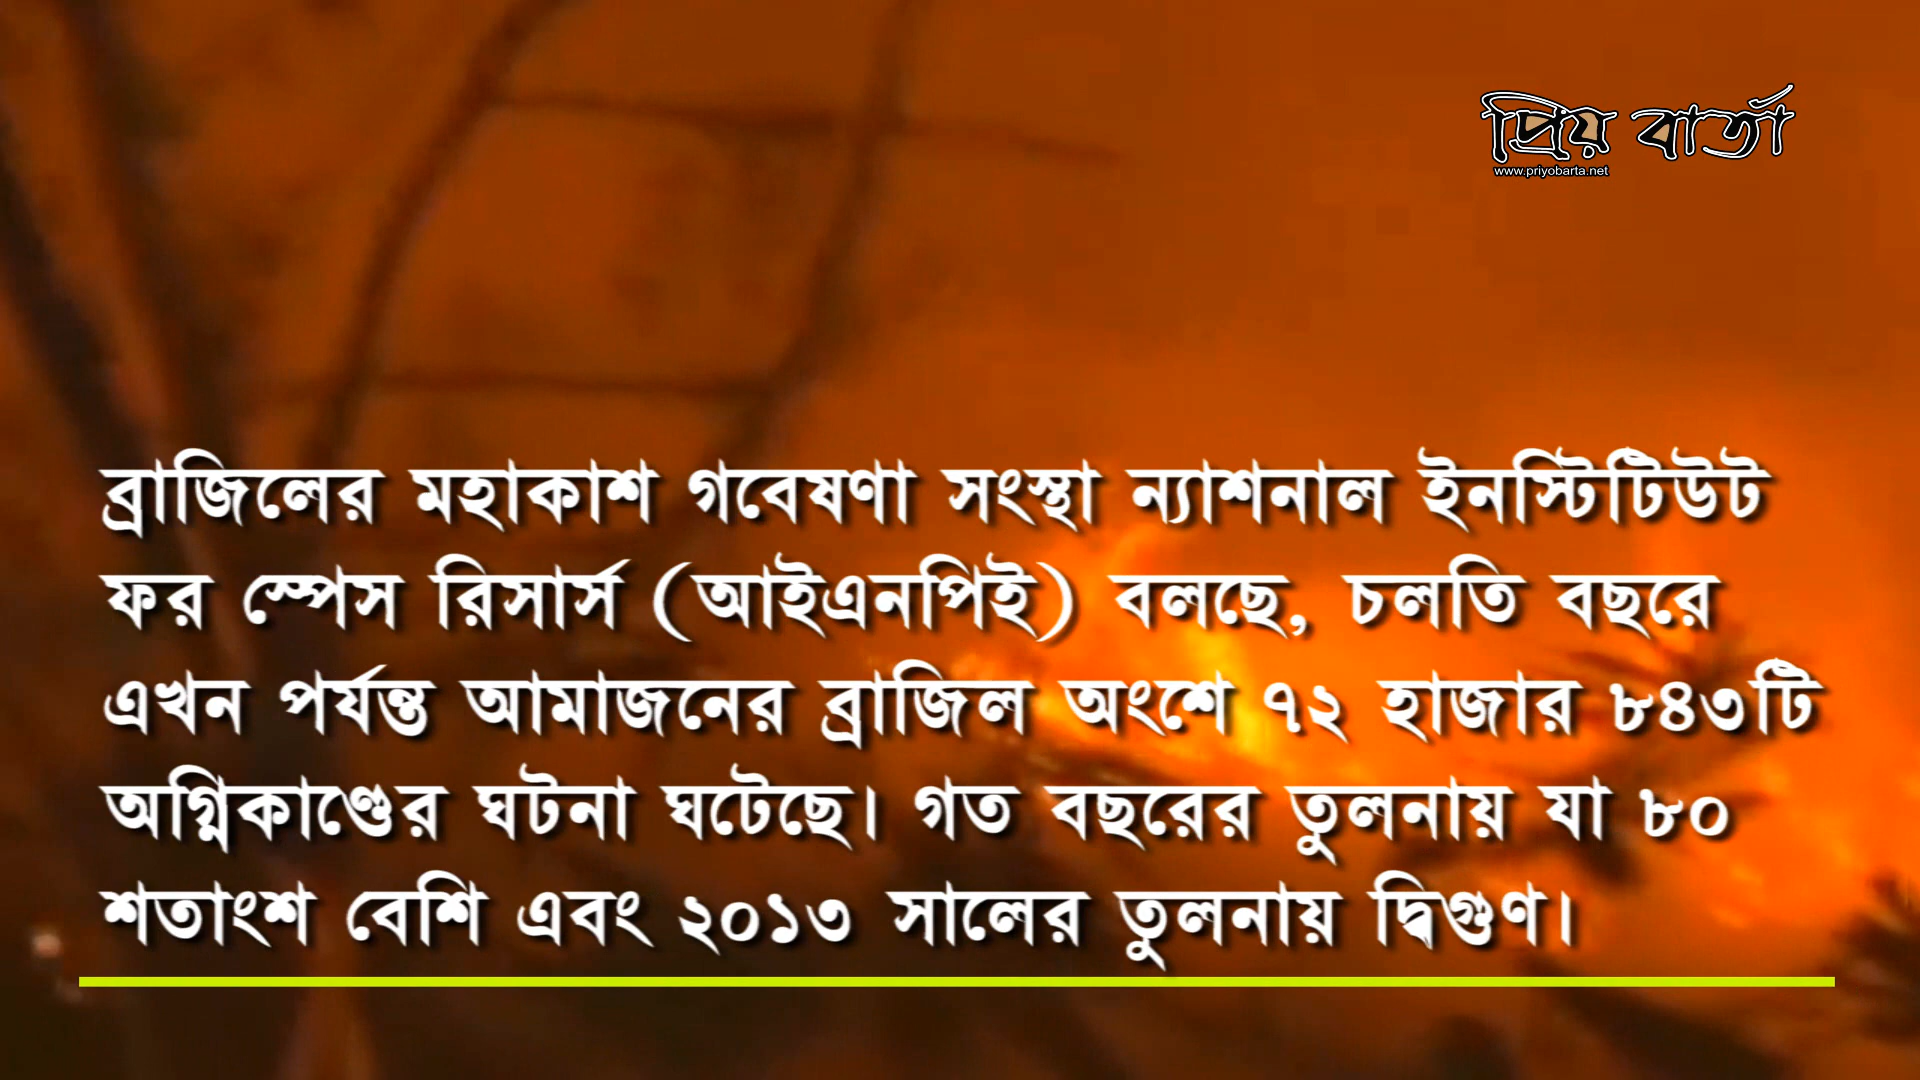 প্রিয় বার্তা
www.priyobarta.net
ব্রাজিলের মহাকাশ গবেষণা সংস্থা ন্যাশনাল ইনস্টিটিউট
ফর স্পেস রিসার্স (আইএনপিই) বলছে, চলতি বছরে
এখন পর্যন্ত আমাজনের ব্রাজিল অংশে ৭২ হাজার ৮৪৩টি
অগ্নিকাণ্ডের ঘটনা ঘটেছে। গত বছরের তুলনায় যা ৮০
শতাংশ বেশি এবং ২০১৩ সালের তুলনায় দ্বিগুণ।